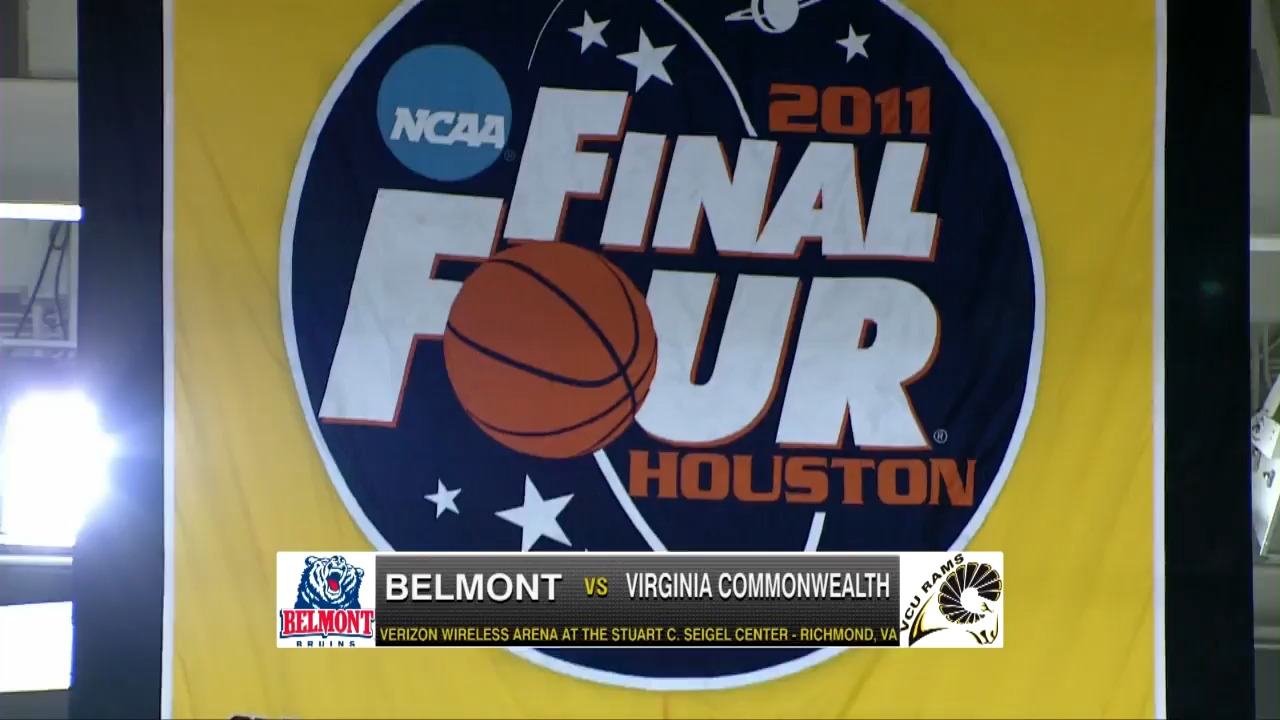 NCAA
2011
FINAL
FOUR
HOUSTON
BELMONT VS VIRGINIA COMMONWEALTH
VERIZON WIRELESS ARENA AT THE STUART C. SEIGEL CENTER - RICHMOND, VA
BELMONT
BRUINS
VCU RAMS